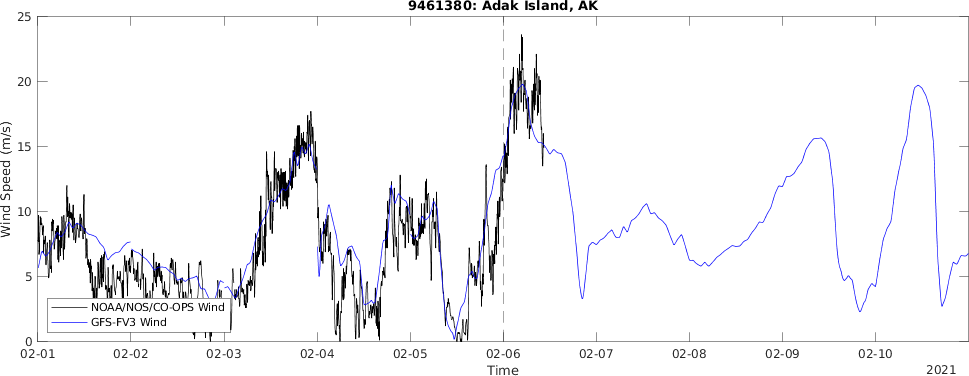 9461380: Adak Island, AK
Wind Speed (m/s)
25
20
15
10
5
0
NOAA/NOS/CO-OPS Wind
GFS-FV3 Wind
02-01 02-02 02-03 02-04 02-05 02-06 02-07 02-08 02-09 02-10
Time
2021